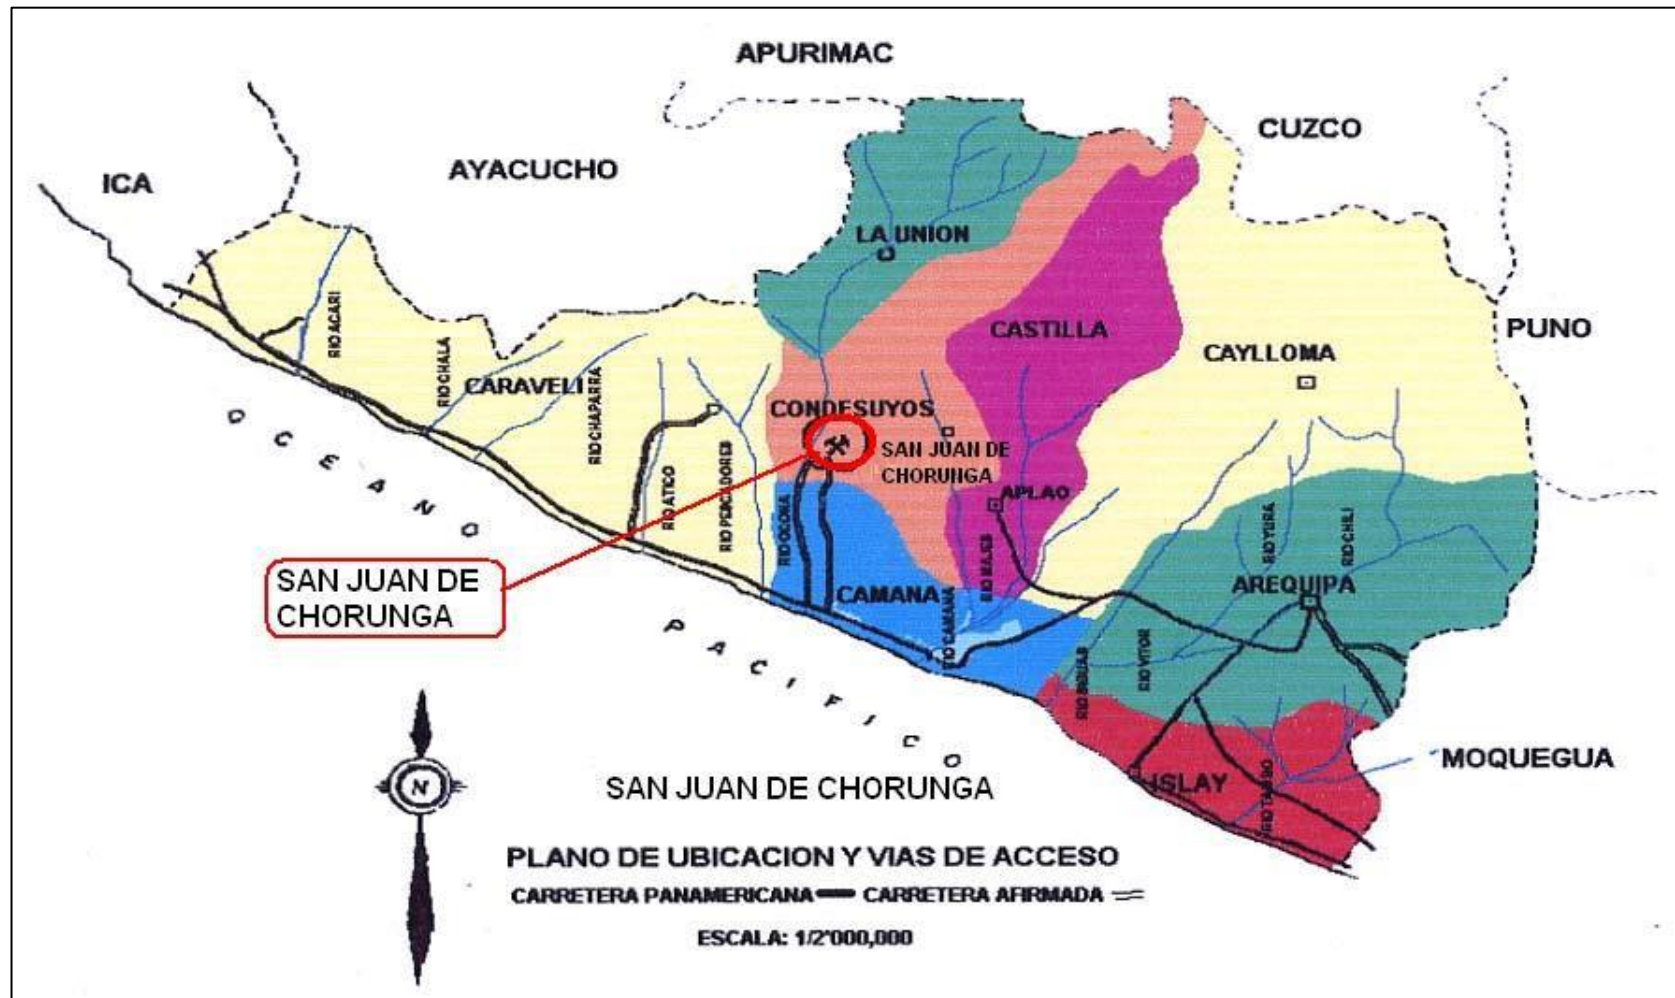 APURIMAC
CUZCO
AYACUCHO
ICA
LA UNION
PUNO
CASTILLA
CAYLLOMA
RIO ACARI
RIO CHALA
CARAVELI
RIO CHAPARRA
CONDESUYOS
SAN JUAN DE
CHORUNGA
APLAO
RIO ATICO
RIO PESCADORES
RIO OCOÑA
RIO MAJES
RIO YURA
RIO CHILI
OCEANO
SAN JUAN DE
CHORUNGA
CAMANA
RIO CAMANA
AREQUIPA
RIO VITOR
RIO SIGUAS
PACIFICO
N
MOQUEGUA
ISLAY
RIO TAMBO
SAN JUAN DE CHORUNGA
PLANO DE UBICACION Y VIAS DE ACCESO
CARRETERA PANAMERICANA CARRETERA AFIRMADA
ESCALA: 1/2'000,000